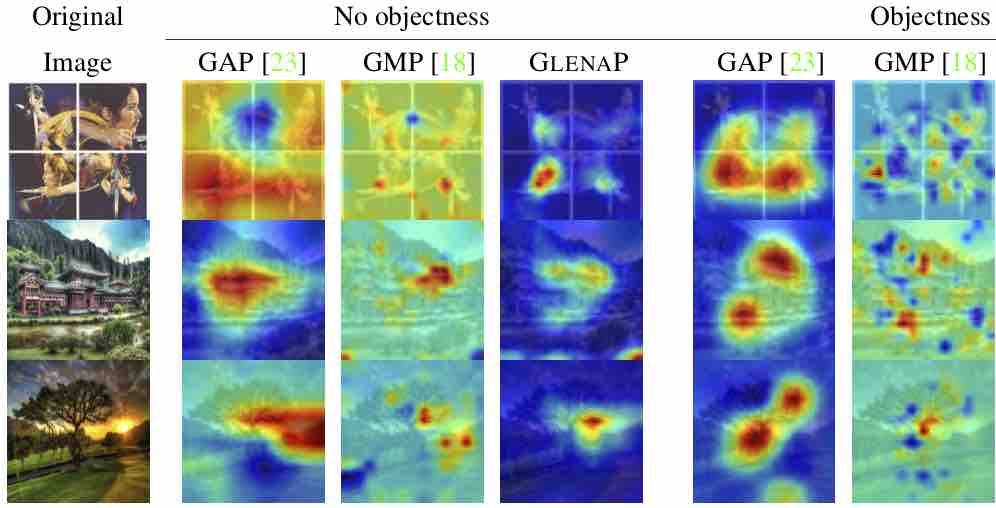 Original No objectness Objectness
Image GAP [23] GMP [18] GLENAP GAP [23] GMP [18]